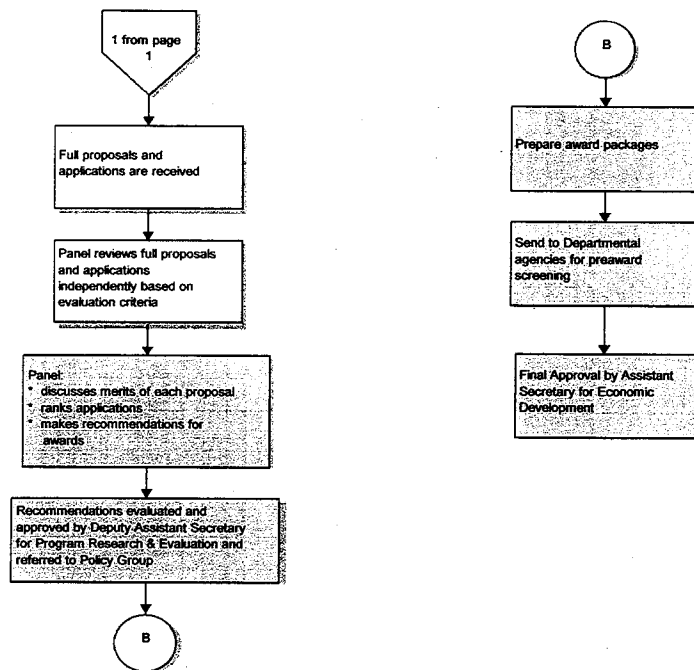 1 from page
1
Full proposals and
applications are received
Panel reviews full proposals
and applications
independently based on
evaluation criteria
Panel:
* discusses merits of each proposal
* ranks applications
* makes recommendations for
awards
Recommendations evaluated and
approved by Deputy Assistant Secretary
for Program Research & Evaluation and
referred to Policy Group
B
B
Prepare award packages
Send to Departmental
agencies for preaward
screening
Final Approval by Assistant
Secretary for Economic
Development